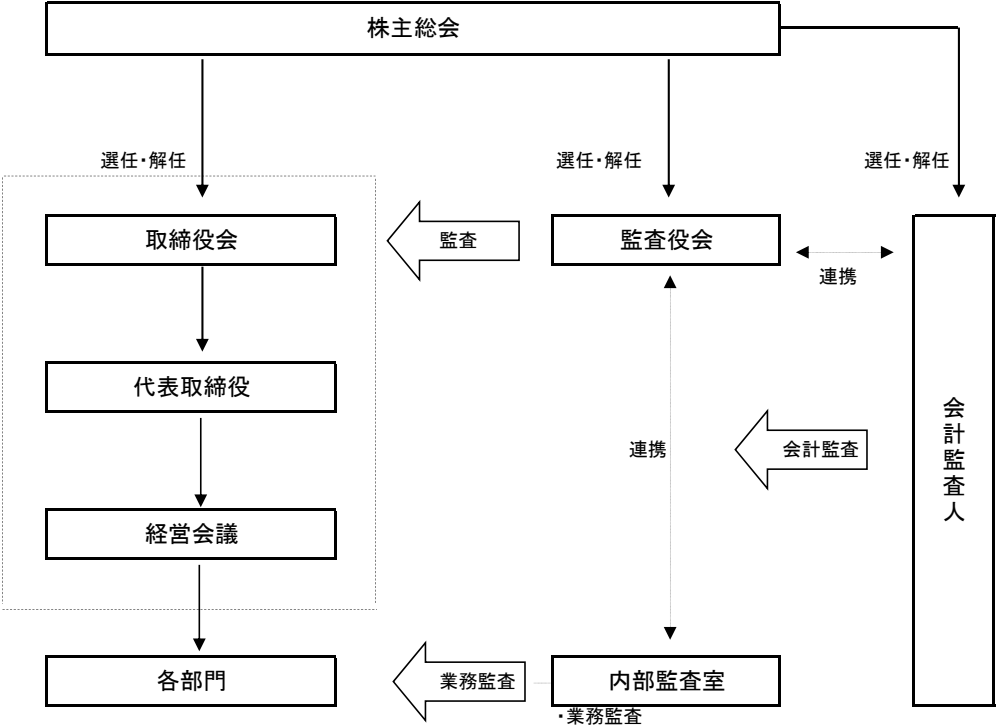 株主総会
選任・解任
選任・解任
選任・解任
取締役会
監査
監査役会
連携
代表取締役
連携
会計監査
会計監査人
経営会議
各部門
業務監査
内部監査室
・業務監査